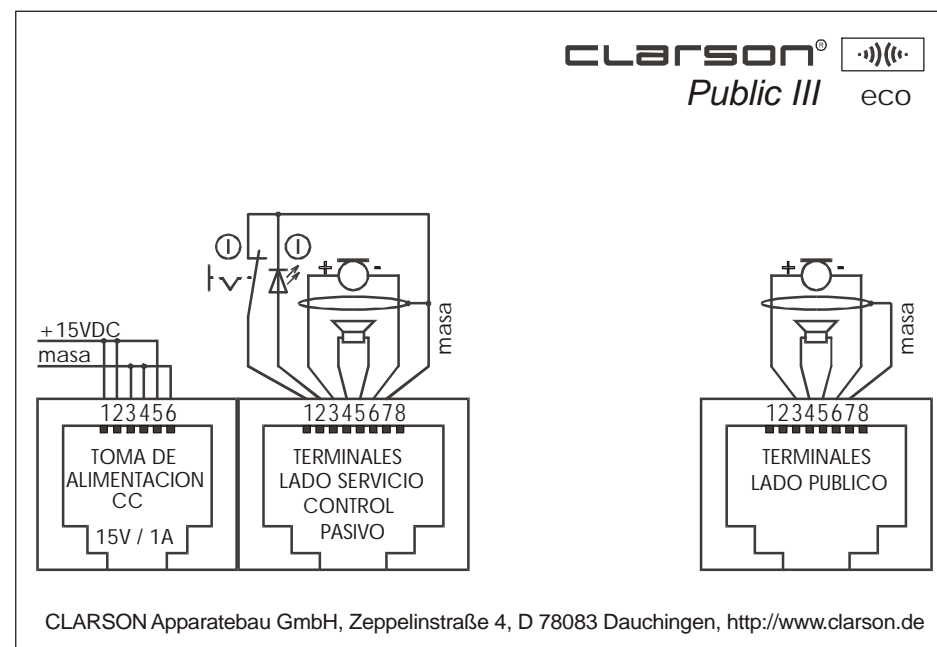 CLarson®
Public III eco
+ - 
+15VDC
masa
masa
+ -
masa
123456
TOMA DE
ALIMENTACION
CC
15V / 1A
12345678
TERMINALES
LADO SERVICIO
CONTROL
PASIVO
12345678
TERMINALES
LADO PUBLICO
CLARSON Apparatebau GmbH, Zeppelinstraße 4, D 78083 Dauchingen, http://www.clarson.de